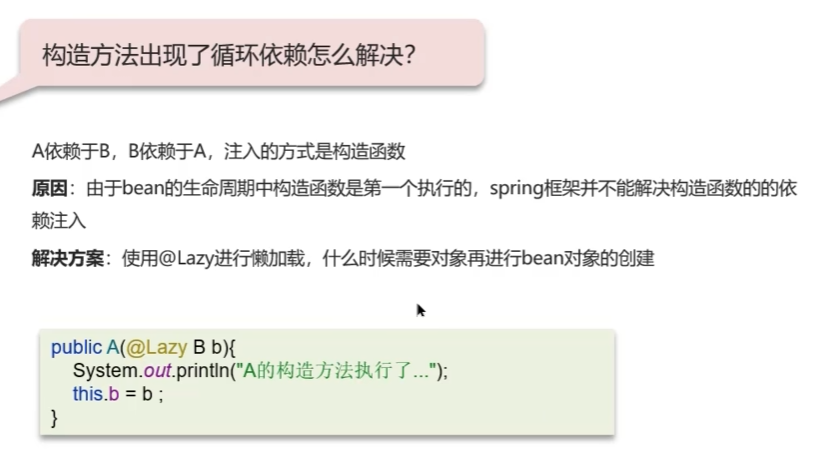 构造方法出现了循环依赖怎么解决？
A依赖于B，B依赖于A，注入的方式是构造函数
原因：由于bean的生命周期中构造函数是第一个执行的，spring框架并不能解决构造函数的的依
赖注入
解决方案：使用@Lazy进行懒加载，什么时候需要对象再进行bean对象的创建
public A(@Lazy B b){
System.out.println("A的构造方法执行了...");
this.b = b ;
}